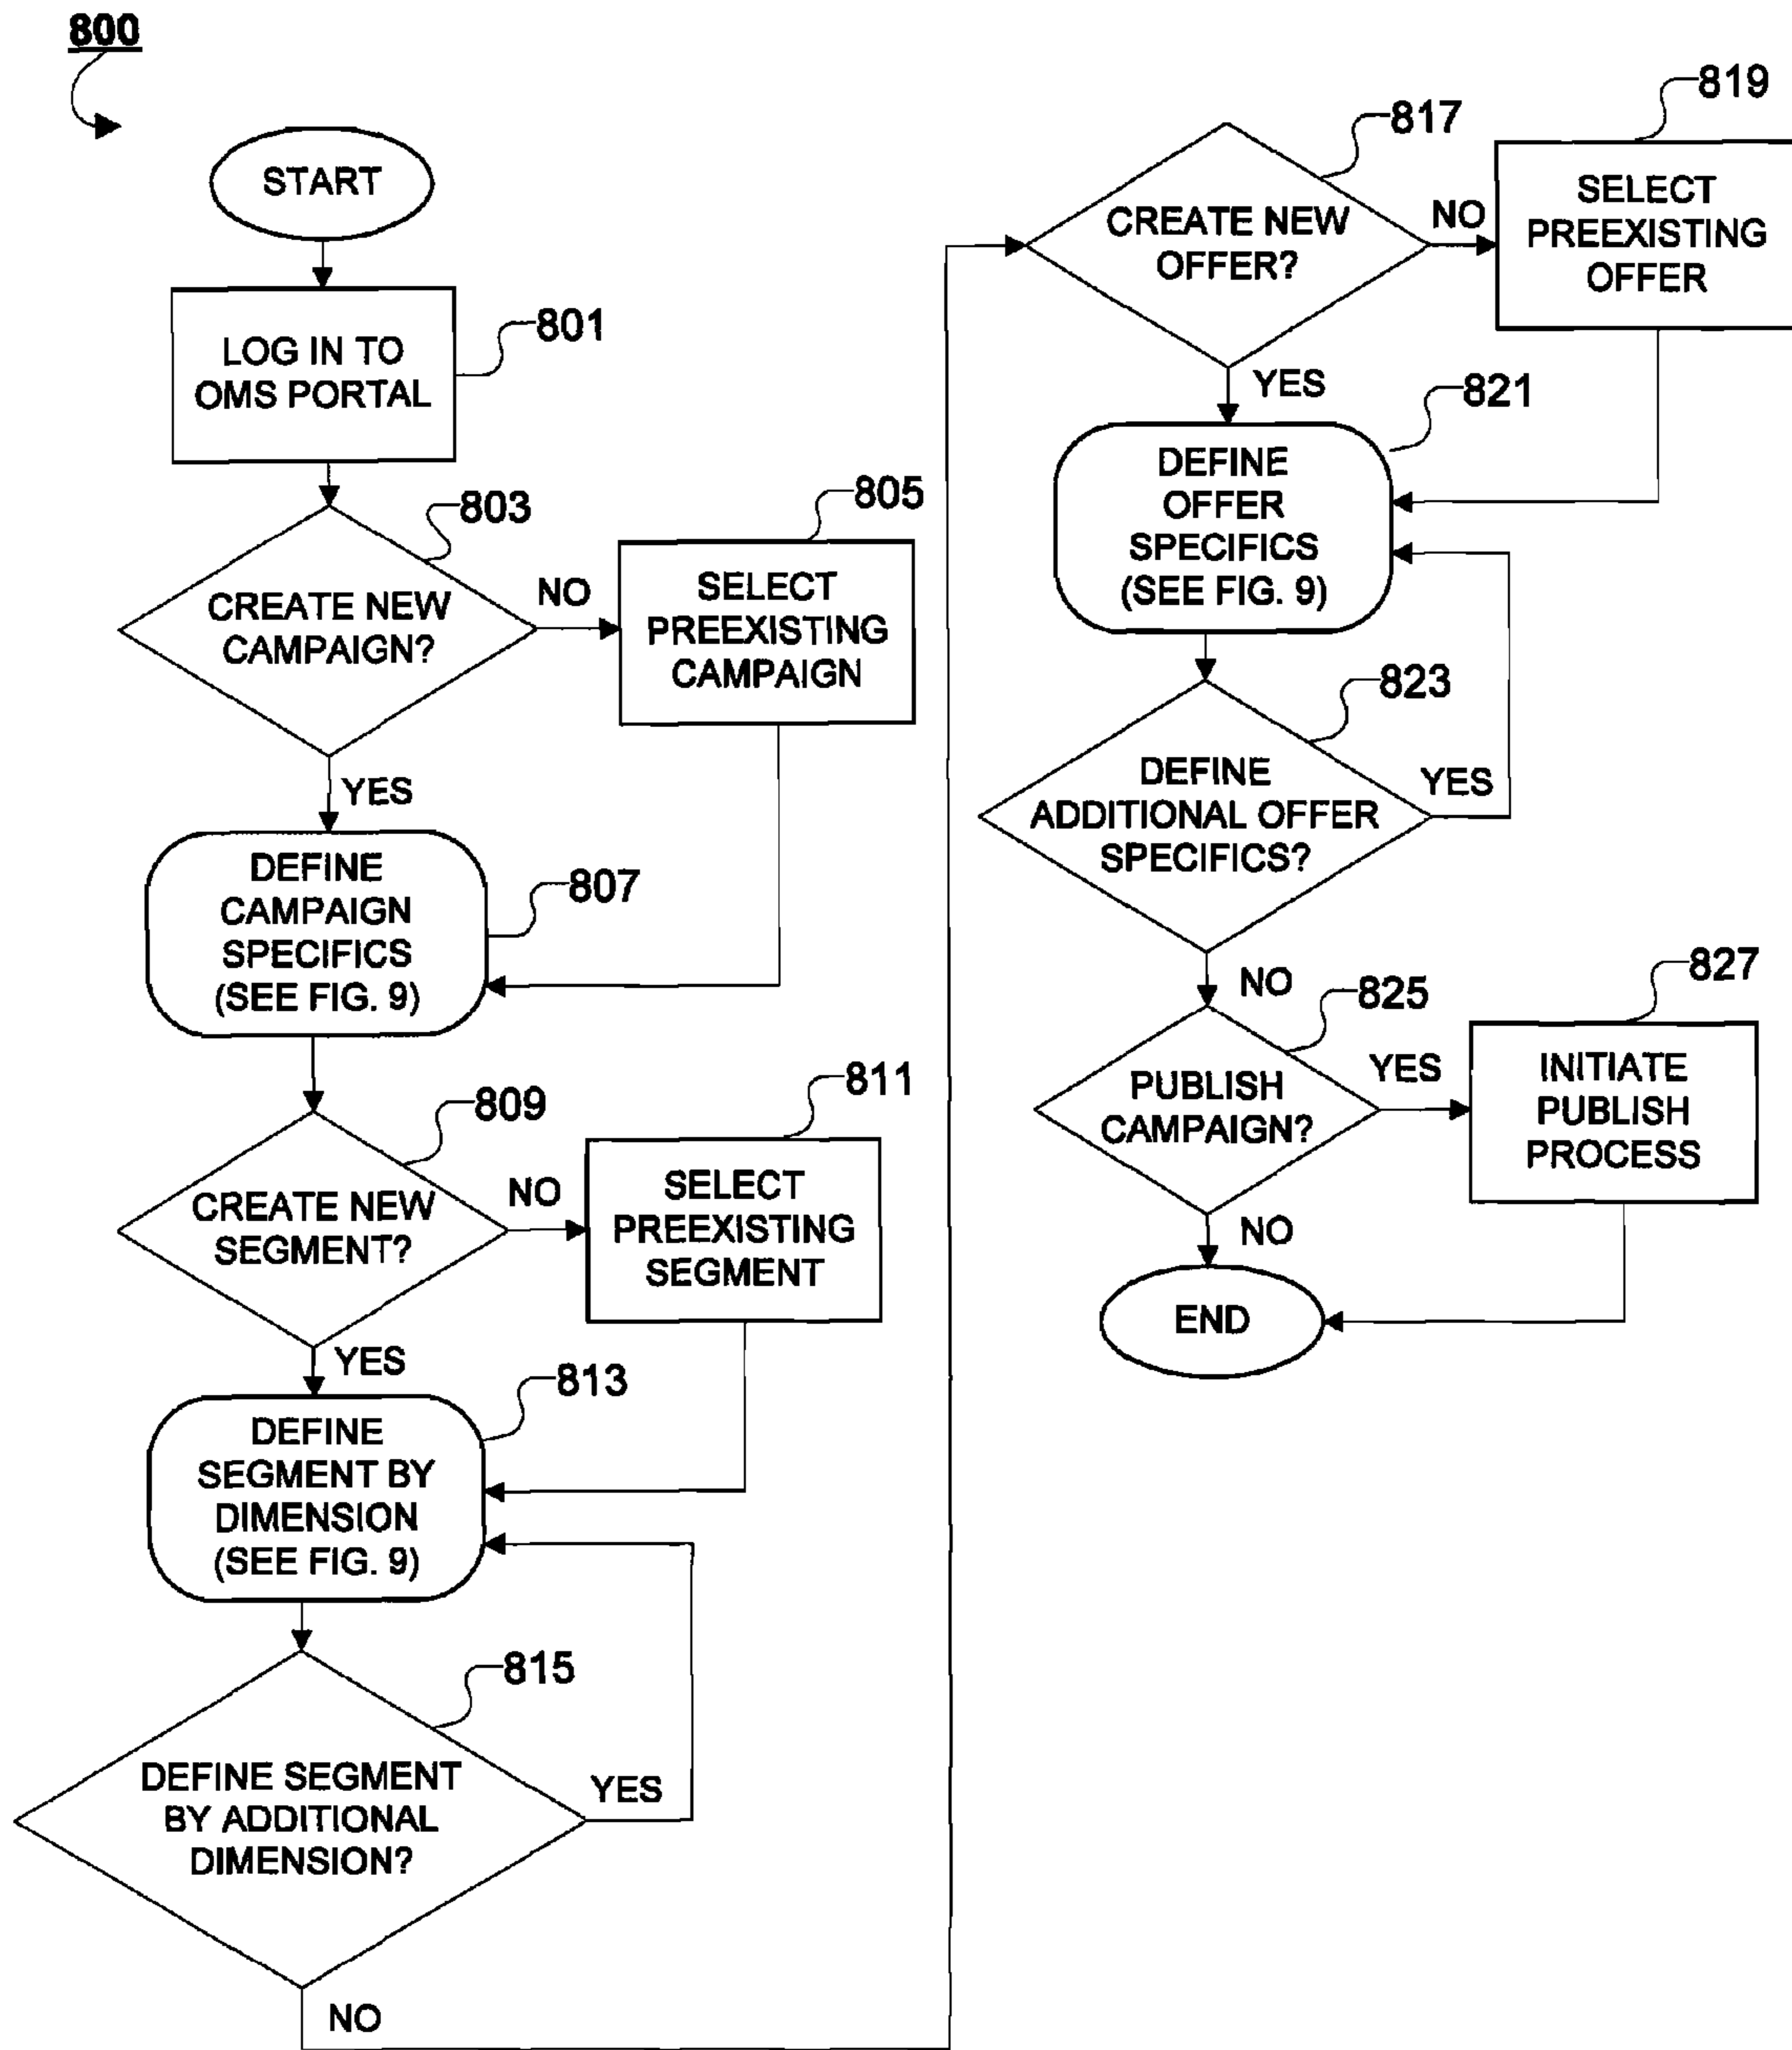 800
START
LOG IN TO
OMS PORTAL
801
803
CREATE NEW
CAMPAIGN?
NO
805
SELECT
PREEXISTING
CAMPAIGN
YES
DEFINE
CAMPAIGN
SPECIFICS
(SEE FIG. 9)
807
809
CREATE NEW
SEGMENT?
NO
811
SELECT
PREEXISTING
SEGMENT
YES
813
DEFINE
SEGMENT BY
DIMENSION
(SEE FIG. 9)
815
DEFINE SEGMENT
BY ADDITIONAL
DIMENSION?
YES
NO
817
CREATE NEW
OFFER?
NO
819
SELECT
PREEXISTING
OFFER
YES
821
DEFINE
OFFER
SPECIFICS
(SEE FIG. 9)
823
DEFINE
ADDITIONAL OFFER
SPECIFICS?
YES
NO
825
PUBLISH
CAMPAIGN?
YES
827
INITIATE
PUBLISH
PROCESS
NO
END